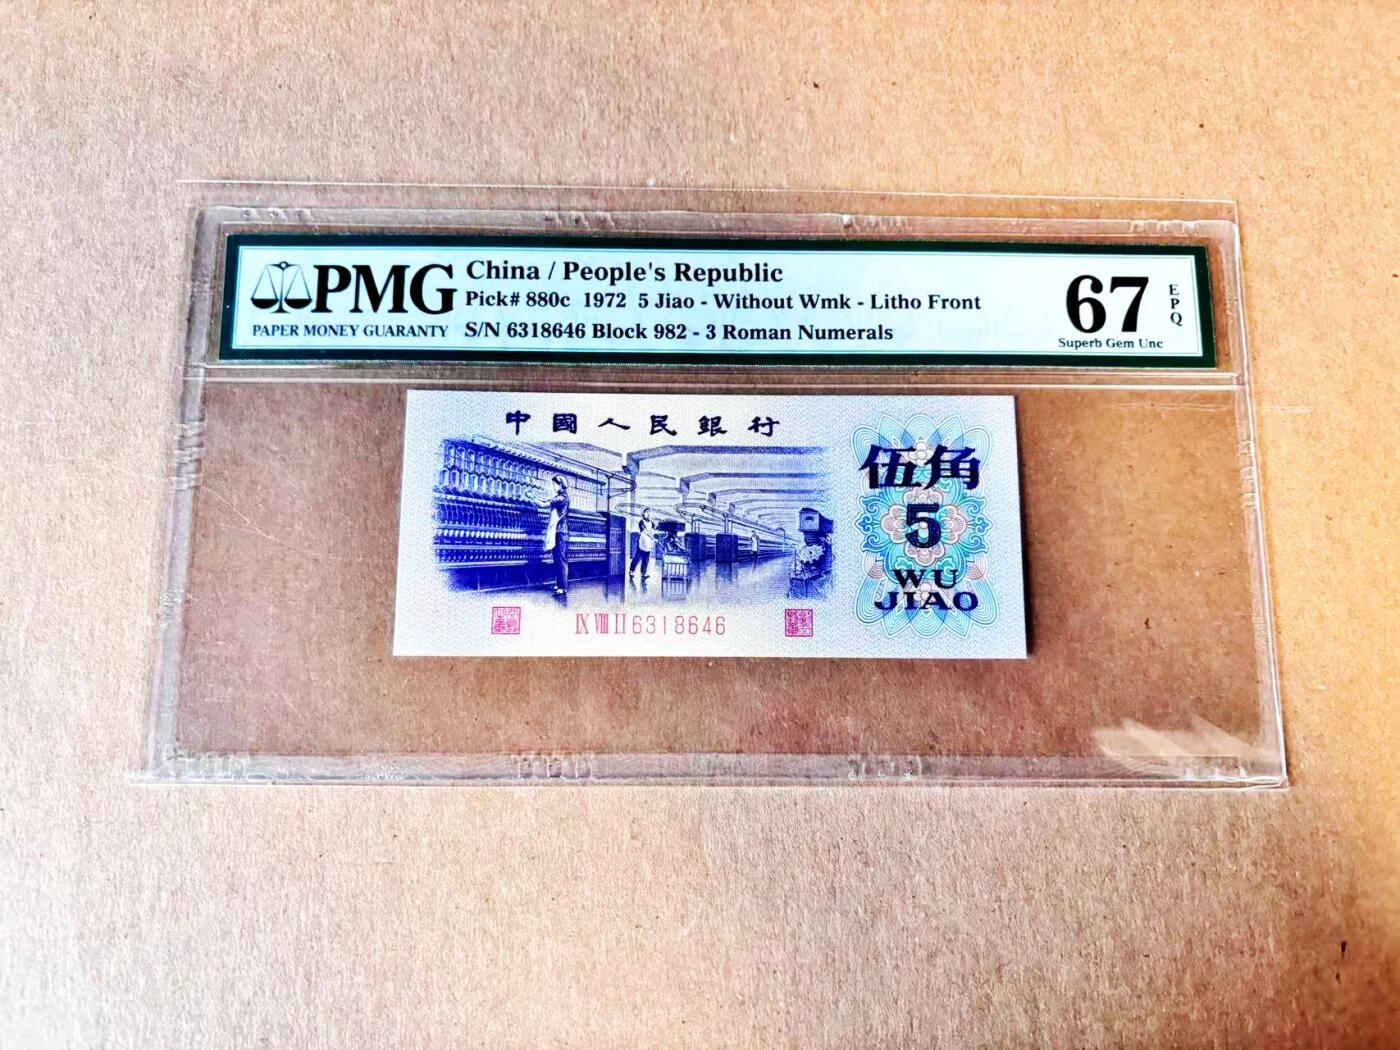 PMG
PAPER MONEY GUARANTY
China / People's Republic
Pick# 880c 1972 5 Jiao - Without Wmk - Litho Front
S/N 6318646 Block 982 - 3 Roman Numerals
67
EPQ
Superb Gem Unc
中國人民銀行
伍角
5
WU
JIAO
IX VIII II 6318646